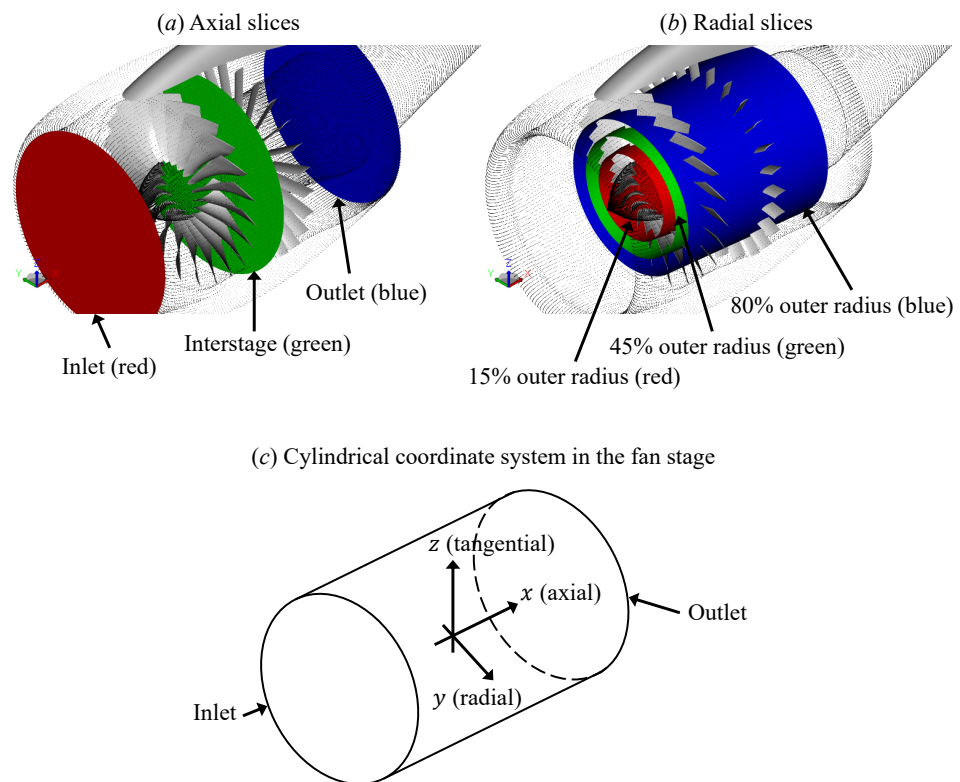 (a) Axial slices
(b) Radial slices
Z
Y
X
Z
Y
X
Outlet (blue)
Interstage (green)
Inlet (red)
80% outer radius (blue)
45% outer radius (green)
15% outer radius (red)
(c) Cylindrical coordinate system in the fan stage
z (tangential)
x (axial)
Outlet
y (radial)
Inlet